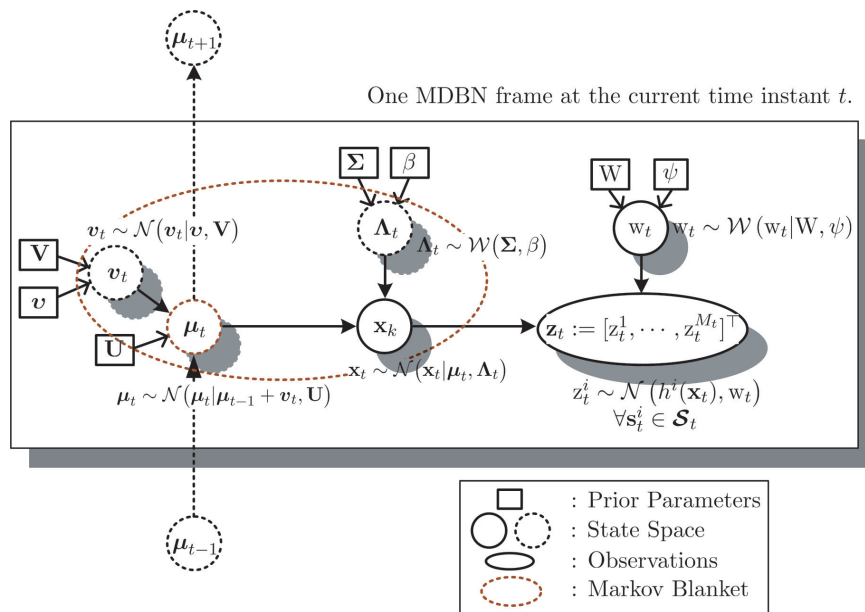 μ_{t+1}
One MDBN frame at the current time instant t.
Σ β W ψ
v_t ∼ N(v_t|υ, V) Λ_t w_t w_t ∼ W(w_t|W, ψ)
Λ_t ∼ W(Σ, β)
V
v_t
υ
μ_t x_k z_t := [z_t^1, ⋯, z_t^{M_t}]^⊤
U
x_t ∼ N(x_t|μ_t, Λ_t)
μ_t ∼ N(μ_t|μ_{t−1} + v_t, U) z_t^i ∼ N(h^i(x_t), w_t)
∀s_t^i ∈ S_t
: Prior Parameters
: State Space
μ_{t−1}
: Observations
: Markov Blanket